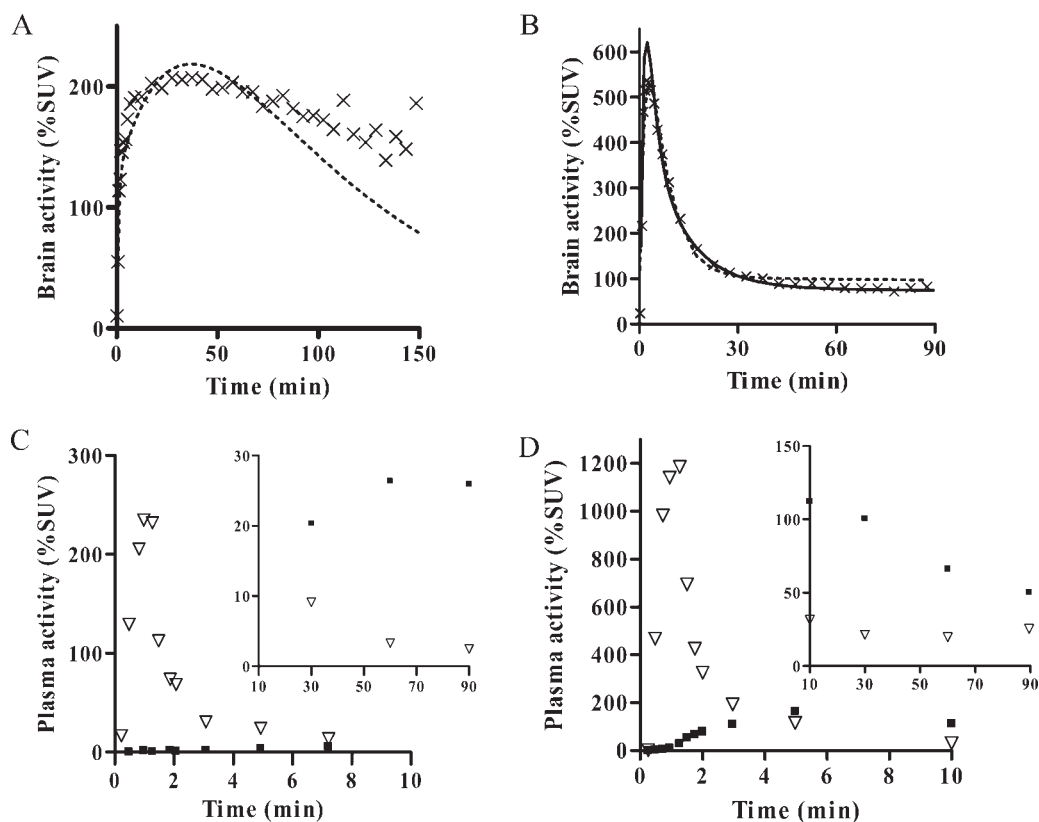 A
Brain activity (%SUV)
200
100
0
0 50 100 150
Time (min)
B
Brain activity (%SUV)
600
500
400
300
200
100
0
0 30 60 90
Time (min)
C
Plasma activity (%SUV)
300
200
100
0
0 2 4 6 8 10
Time (min)
30
20
10
0
10 30 50 70 90
D
Plasma activity (%SUV)
1200
1000
800
600
400
200
0
0 2 4 6 8 10
Time (min)
150
100
50
0
10 30 50 70 90